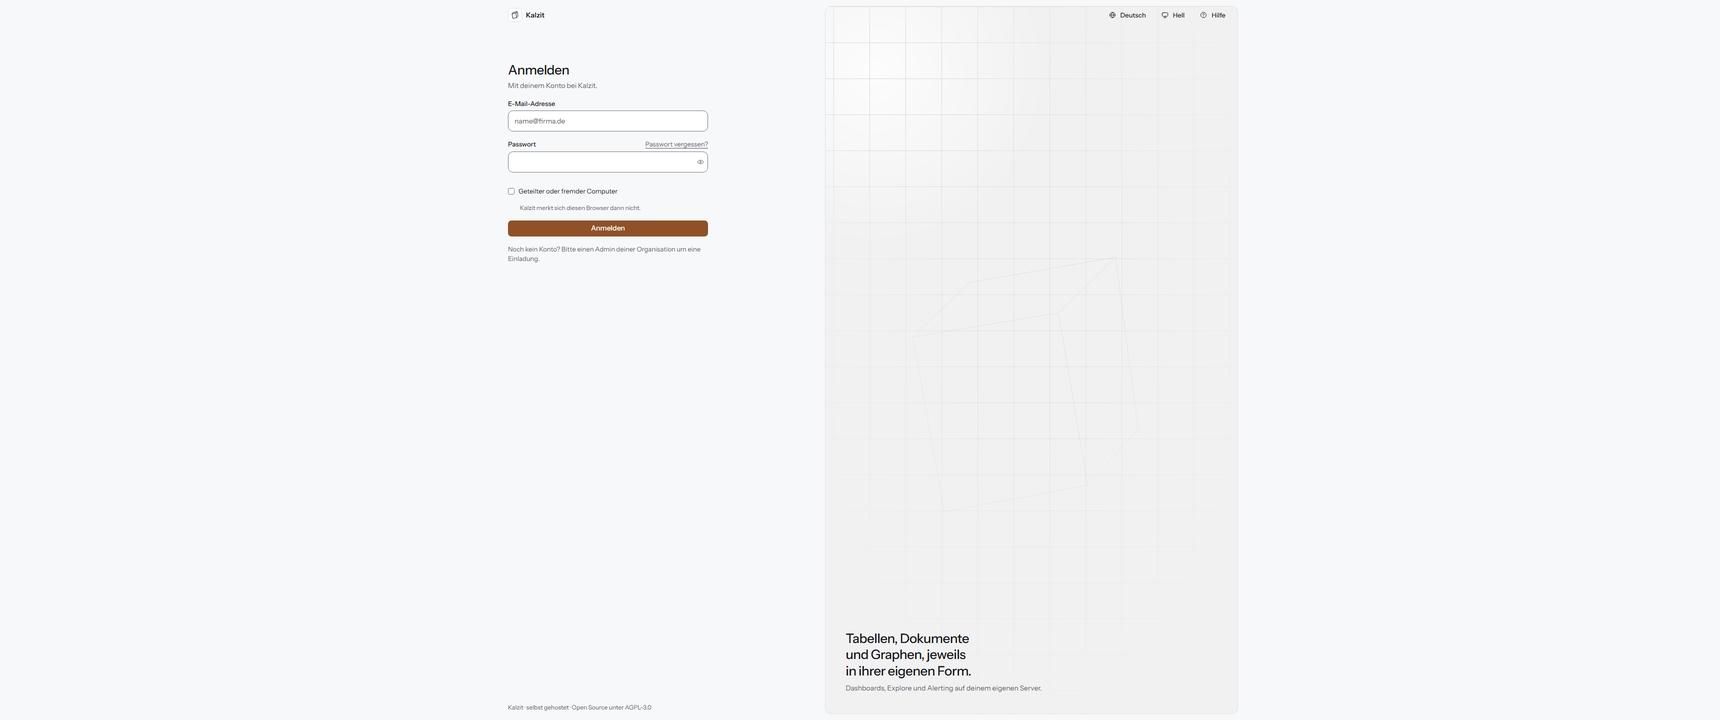 Kalzit
Deutsch
Hell
Hilfe
Anmelden
Mit deinem Konto bei Kalzit.
E-Mail-Adresse
name@firma.de
Passwort
Passwort vergessen?
Geteilter oder fremder Computer
Kalzit merkt sich diesen Browser dann nicht.
Anmelden
Noch kein Konto? Bitte einen Admin deiner Organisation um eine
Einladung.
Tabellen, Dokumente
und Graphen, jeweils
in ihrer eigenen Form.
Dashboards, Explore und Alerting auf deinem eigenen Server.
Kalzit · selbst gehostet · Open Source unter AGPL-3.0